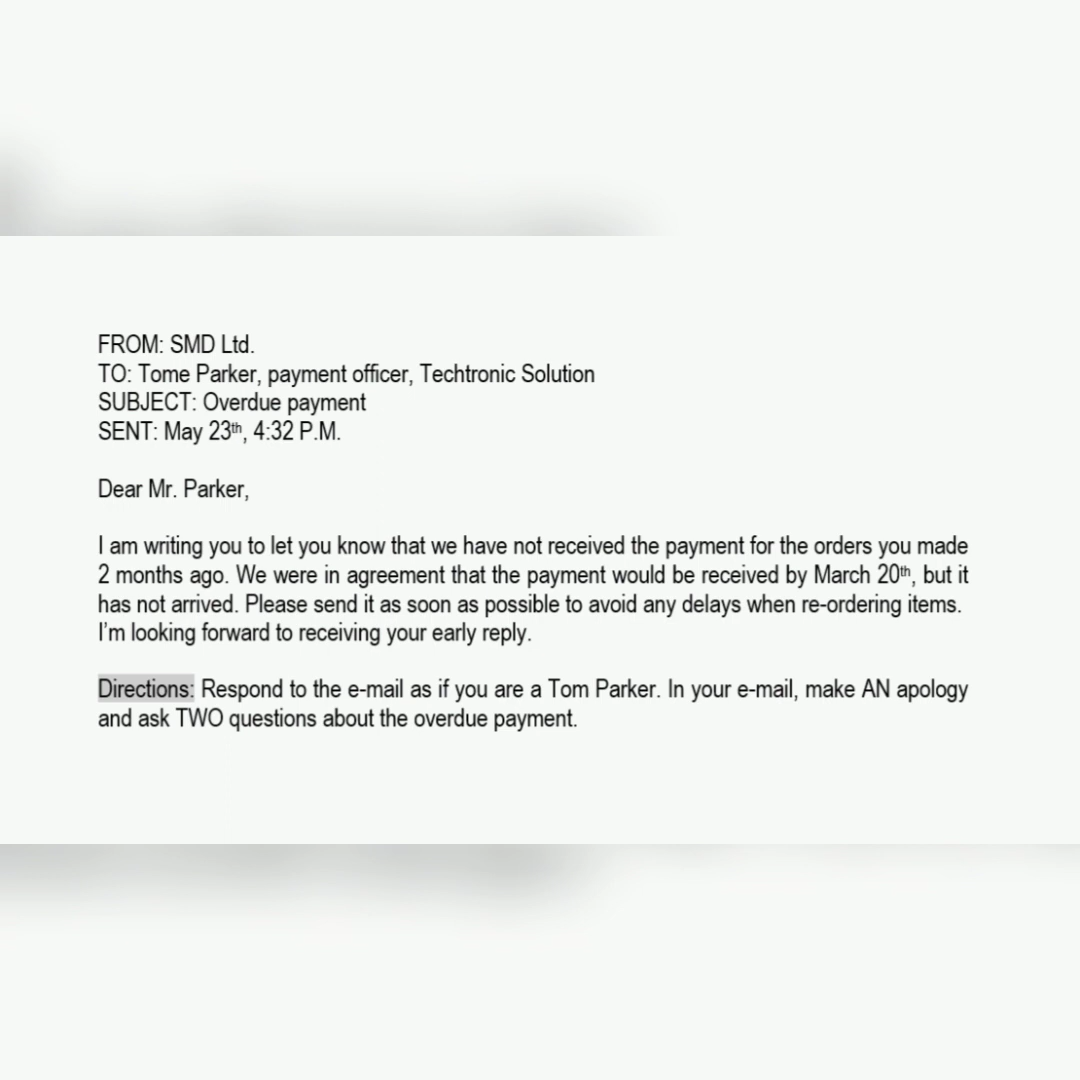 FROM: SMD Ltd.
TO: Tome Parker, payment officer, Techtronic Solution
SUBJECT: Overdue payment
SENT: May 23th, 4:32 P.M.
Dear Mr. Parker,
I am writing you to let you know that we have not received the payment for the orders you made
2 months ago. We were in agreement that the payment would be received by March 20th, but it
has not arrived. Please send it as soon as possible to avoid any delays when re-ordering items.
I’m looking forward to receiving your early reply.
Directions: Respond to the e-mail as if you are a Tom Parker. In your e-mail, make AN apology
and ask TWO questions about the overdue payment.